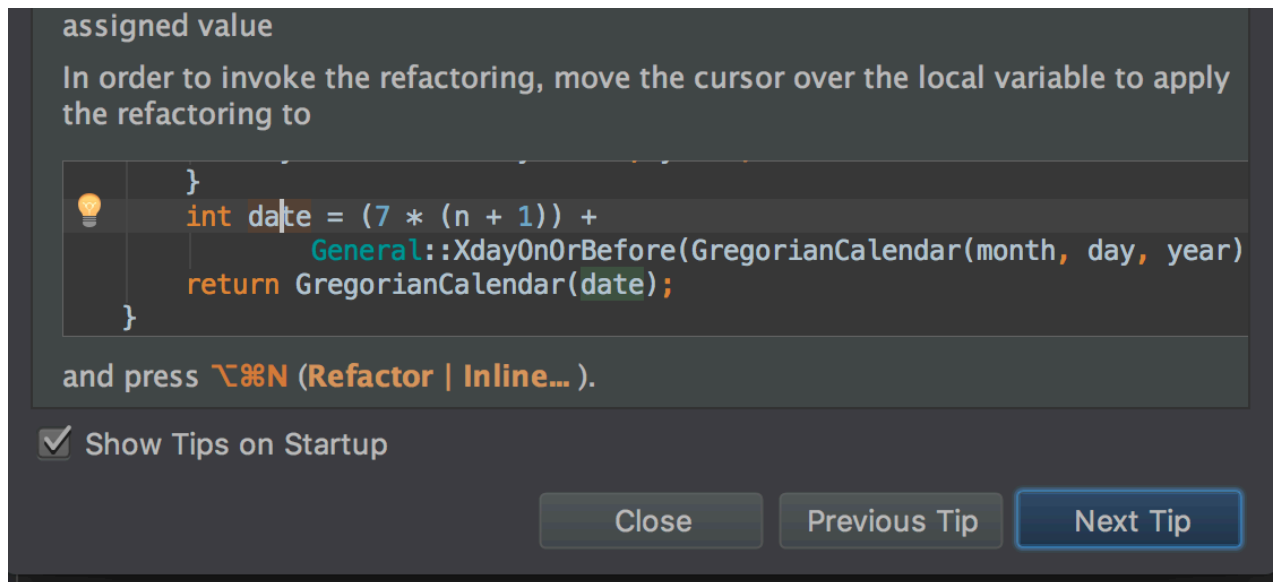 assigned value
In order to invoke the refactoring, move the cursor over the local variable to apply
the refactoring to
}
int date = (7 * (n + 1)) +
General::XdayOnOrBefore(GregorianCalendar(month, day, year)
return GregorianCalendar(date);
}
and press ⌥⌘N (Refactor | Inline... ).
Show Tips on Startup
Close Previous Tip Next Tip